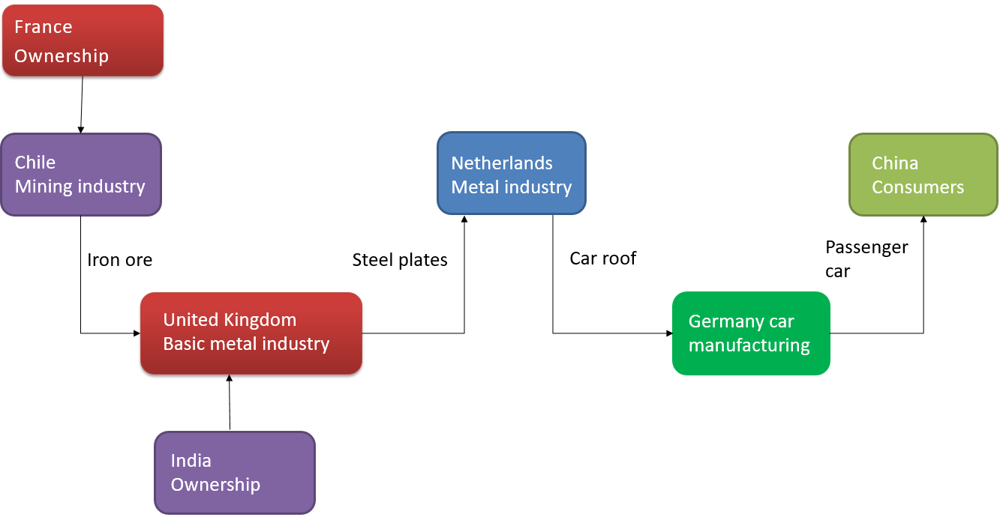 France
Ownership
Chile
Mining industry
Netherlands
Metal industry
China
Consumers
Iron ore
Steel plates
Car roof
Passenger
car
United Kingdom
Basic metal industry
Germany car
manufacturing
India
Ownership